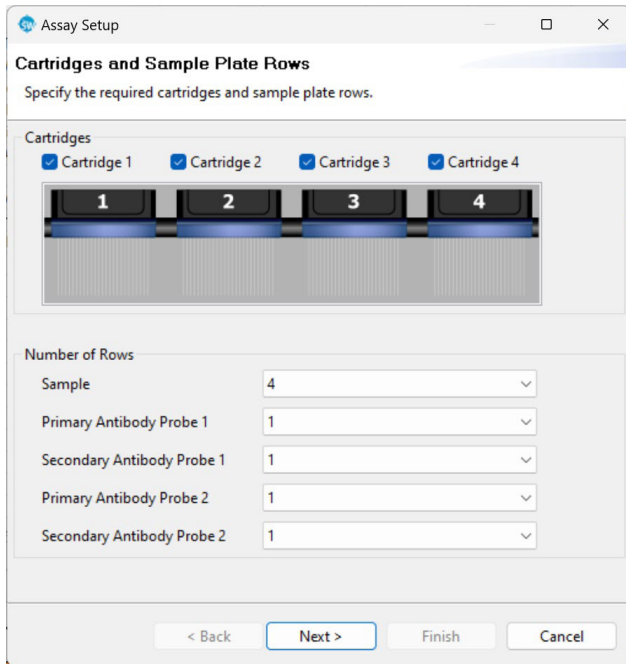 SW Assay Setup
Cartridges and Sample Plate Rows
Specify the required cartridges and sample plate rows.
Cartridges
Cartridge 1 Cartridge 2 Cartridge 3 Cartridge 4
1 2 3 4
Number of Rows
Sample 4
Primary Antibody Probe 1 1
Secondary Antibody Probe 1 1
Primary Antibody Probe 2 1
Secondary Antibody Probe 2 1
< Back Next > Finish Cancel